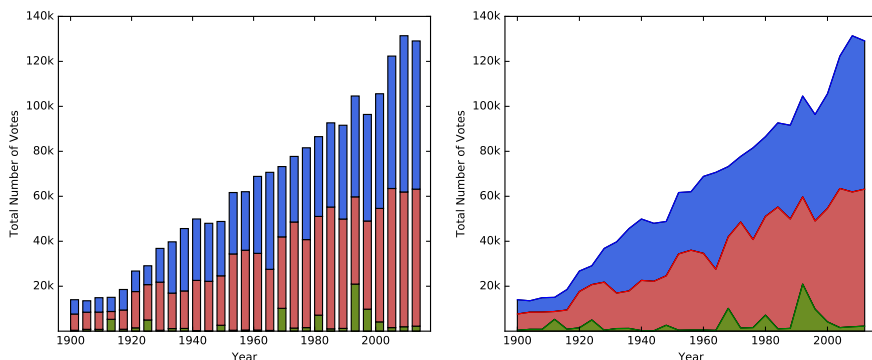 140k
120k
100k
80k
60k
40k
20k
Total Number of Votes
1900 1920 1940 1960 1980 2000
Year
140k
120k
100k
80k
60k
40k
20k
Total Number of Votes
1900 1920 1940 1960 1980 2000
Year